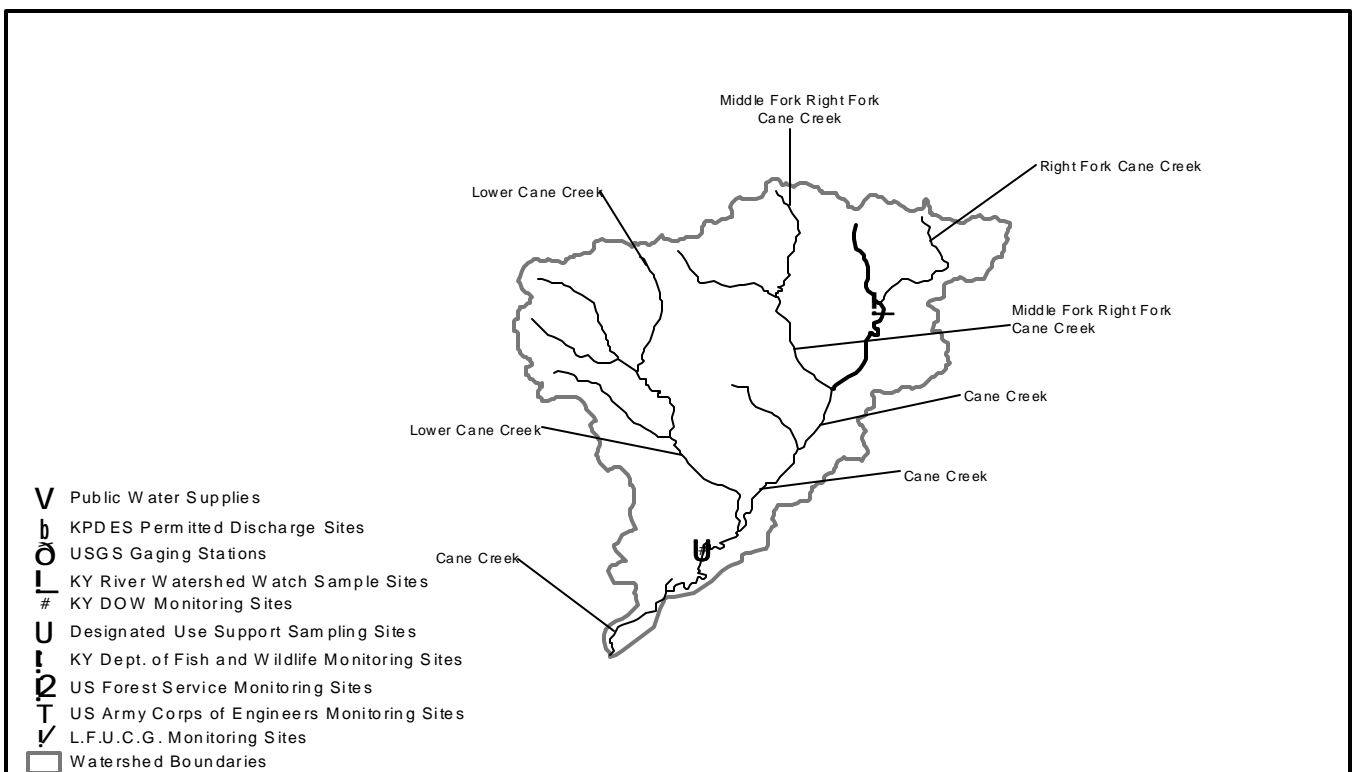 Middle Fork Right Fork
Cane Creek
Right Fork Cane Creek
Lower Cane Creek
Middle Fork Right Fork
Cane Creek
Cane Creek
Lower Cane Creek
Cane Creek
Cane Creek
U
#
V Public Water Supplies
KPDES Permitted Discharge Sites
USGS Gaging Stations
KY River Watershed Watch Sample Sites
# KY DOW Monitoring Sites
U Designated Use Support Sampling Sites
KY Dept. of Fish and Wildlife Monitoring Sites
US Forest Service Monitoring Sites
T US Army Corps of Engineers Monitoring Sites
L.F.U.C.G. Monitoring Sites
Watershed Boundaries